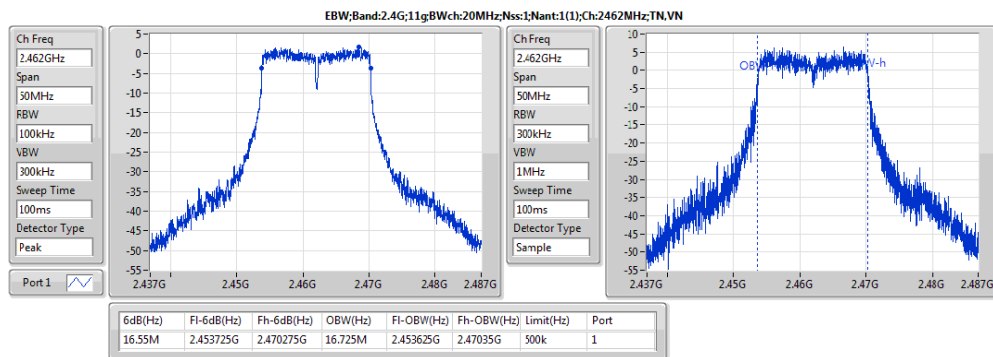 EBW;Band:2.4G;11g;BWch:20MHz;Nss:1;Nant:1(1);Ch:2462MHz;TN,VN
Ch Freq
2.462GHz
Span
50MHz
RBW
100kHz
VBW
300kHz
Sweep Time
100ms
Detector Type
Peak
Port 1
5
0
-5
-10
-15
-20
-25
-30
-35
-40
-45
-50
-55
2.437G 2.45G 2.46G 2.47G 2.48G 2.487G
Ch Freq
2.462GHz
Span
50MHz
RBW
300kHz
VBW
1MHz
Sweep Time
100ms
Detector Type
Sample
10
5
0
-5
-10
-15
-20
-25
-30
-35
-40
-45
-50
-55
2.437G 2.45G 2.46G 2.47G 2.48G 2.487G
6dB(Hz) Fl-6dB(Hz) Fh-6dB(Hz) OBW(Hz) Fl-OBW(Hz) Fh-OBW(Hz) Limit(Hz) Port
16.55M 2.453725G 2.470275G 16.725M 2.453625G 2.47035G 500k 1